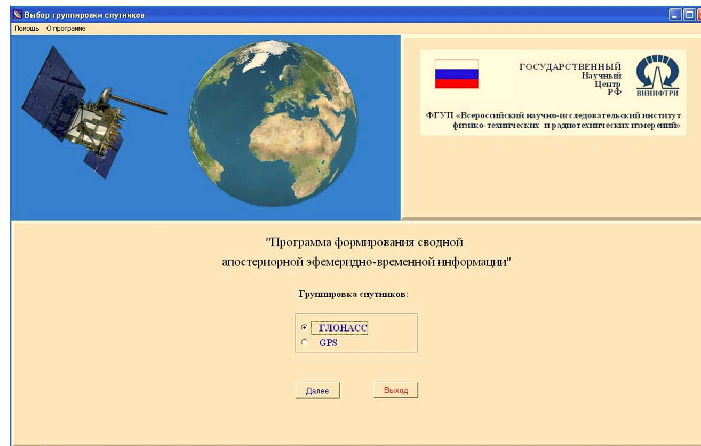 Выбор группировки спутников
Помощь О программе
ГОСУДАРСТВЕННЫЙ
Научный
Центр
РФ
ВНИИФТРИ
ФГУП «Всероссийский научно-исследовательский институт
физико-технических и радиотехнических измерений»
"Программа формирования сводной
апостериорной эфемеридно-временной информации"
Группировка спутников:
ГЛОНАСС
GPS
Далее Выход